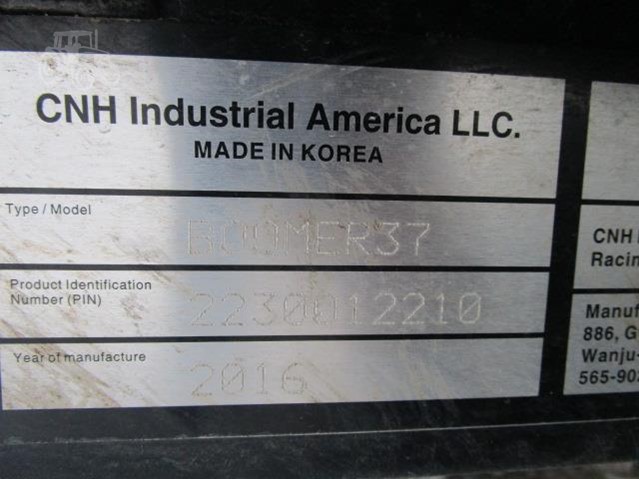 CNH Industrial America LLC.
MADE IN KOREA
Type / Model
BOOMER37
Product Identification
Number (PIN)
2230012210
Year of manufacture
2016
CNH
Racin
Manuf
886, G
Wanju-
565-90